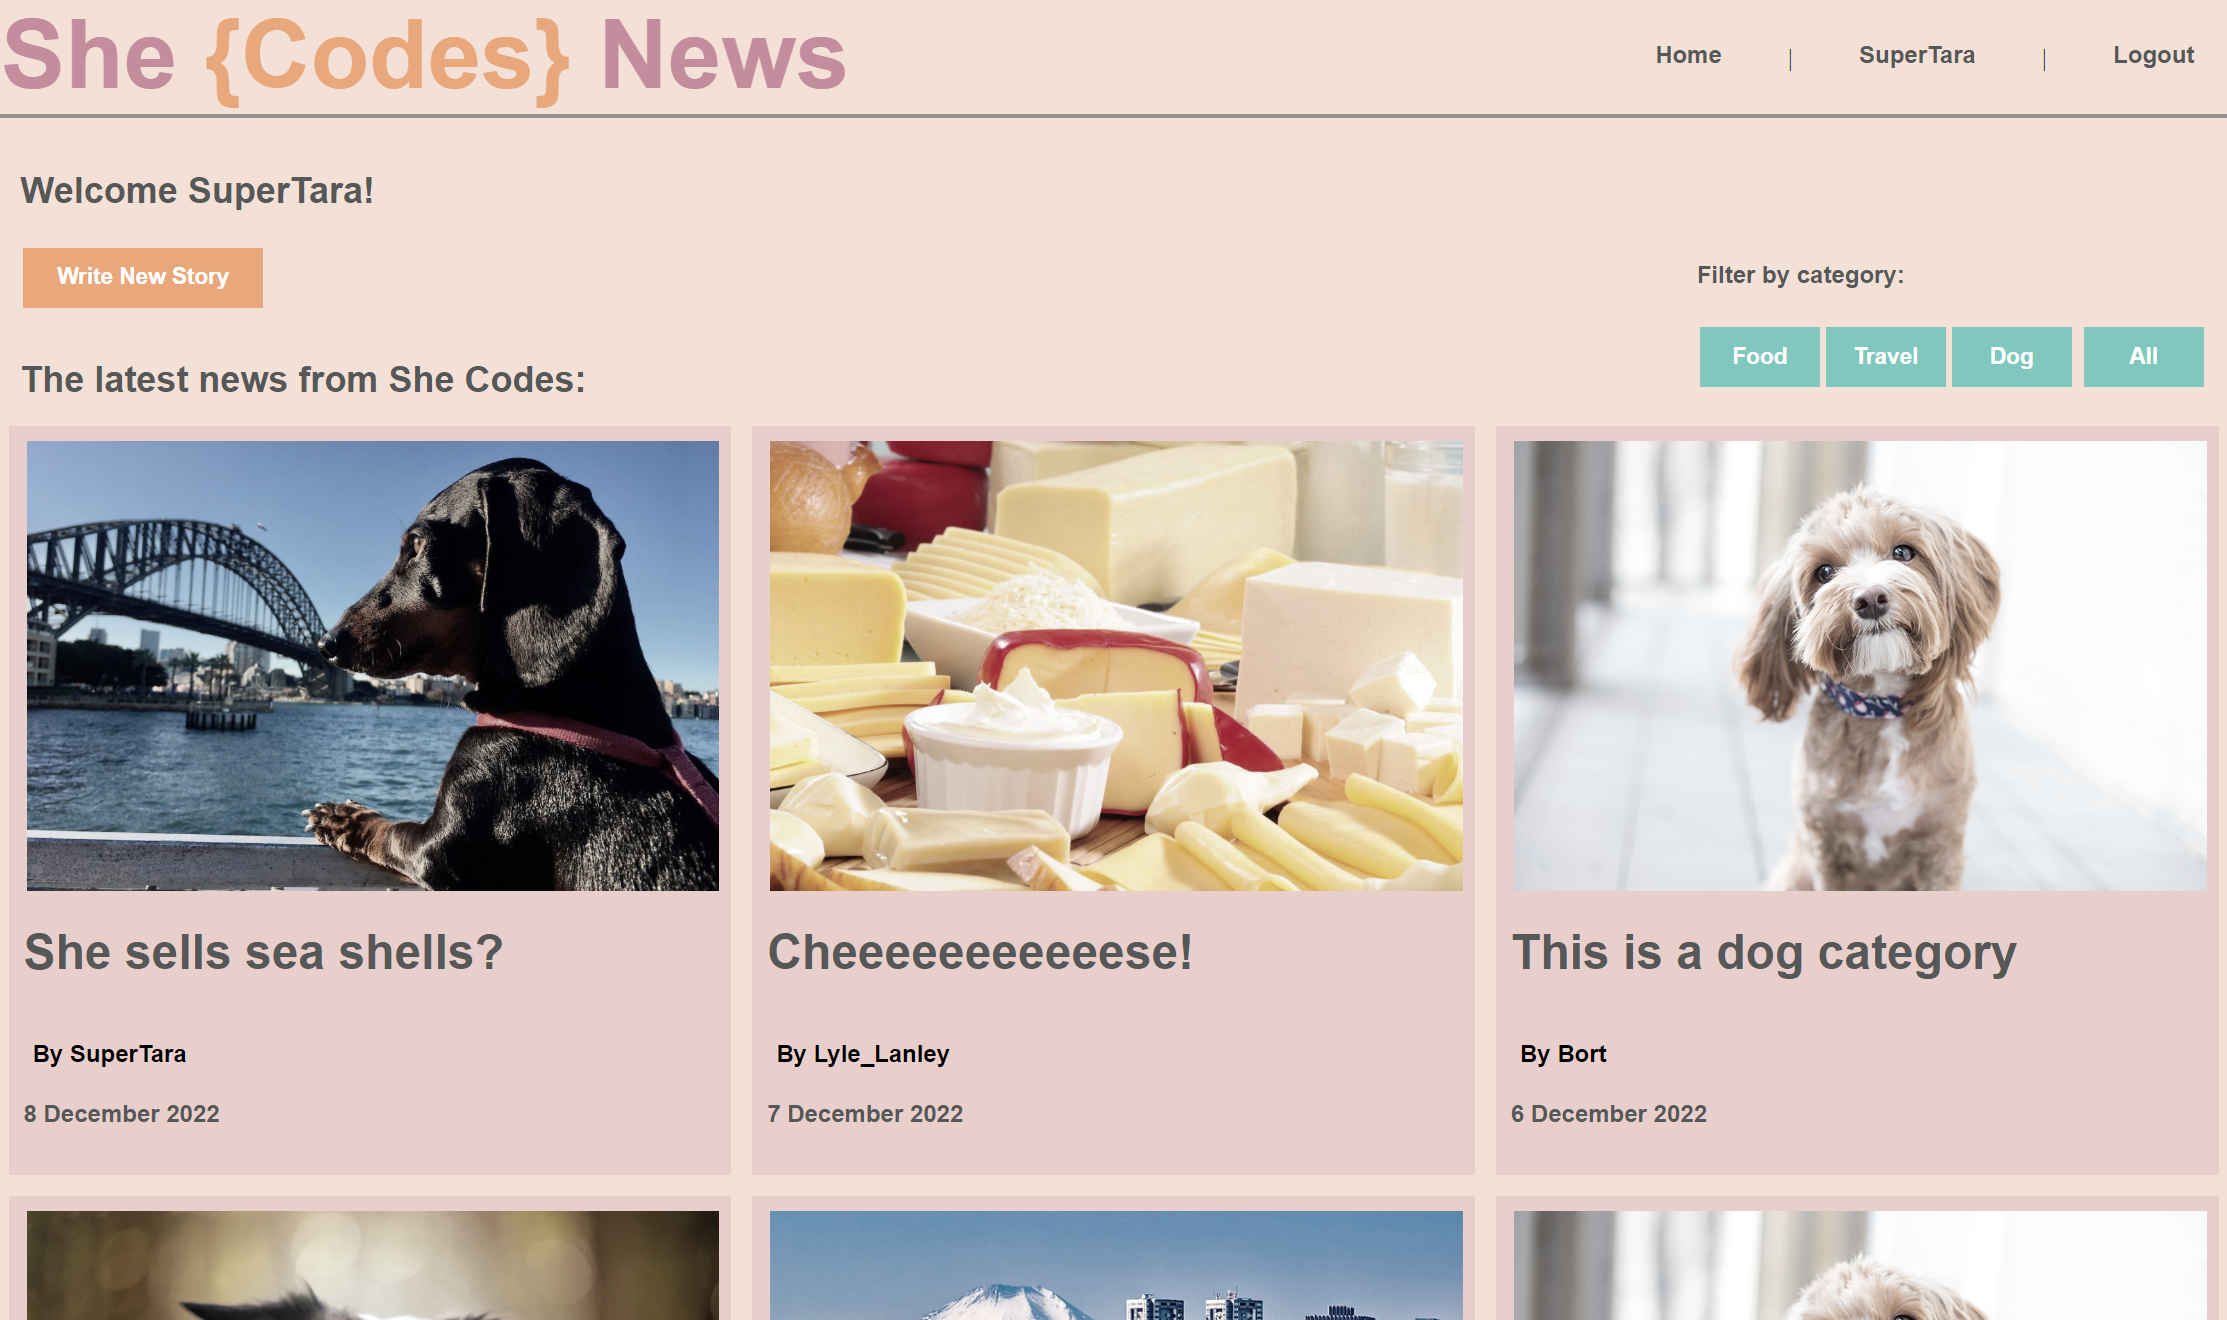 She {Codes} News
Home | SuperTara | Logout
Welcome SuperTara!
Write New Story
Filter by category:
Food Travel Dog All
The latest news from She Codes:
She sells sea shells?
By SuperTara
8 December 2022
Cheeeeeeeeeeese!
By Lyle_Lanley
7 December 2022
This is a dog category
By Bort
6 December 2022